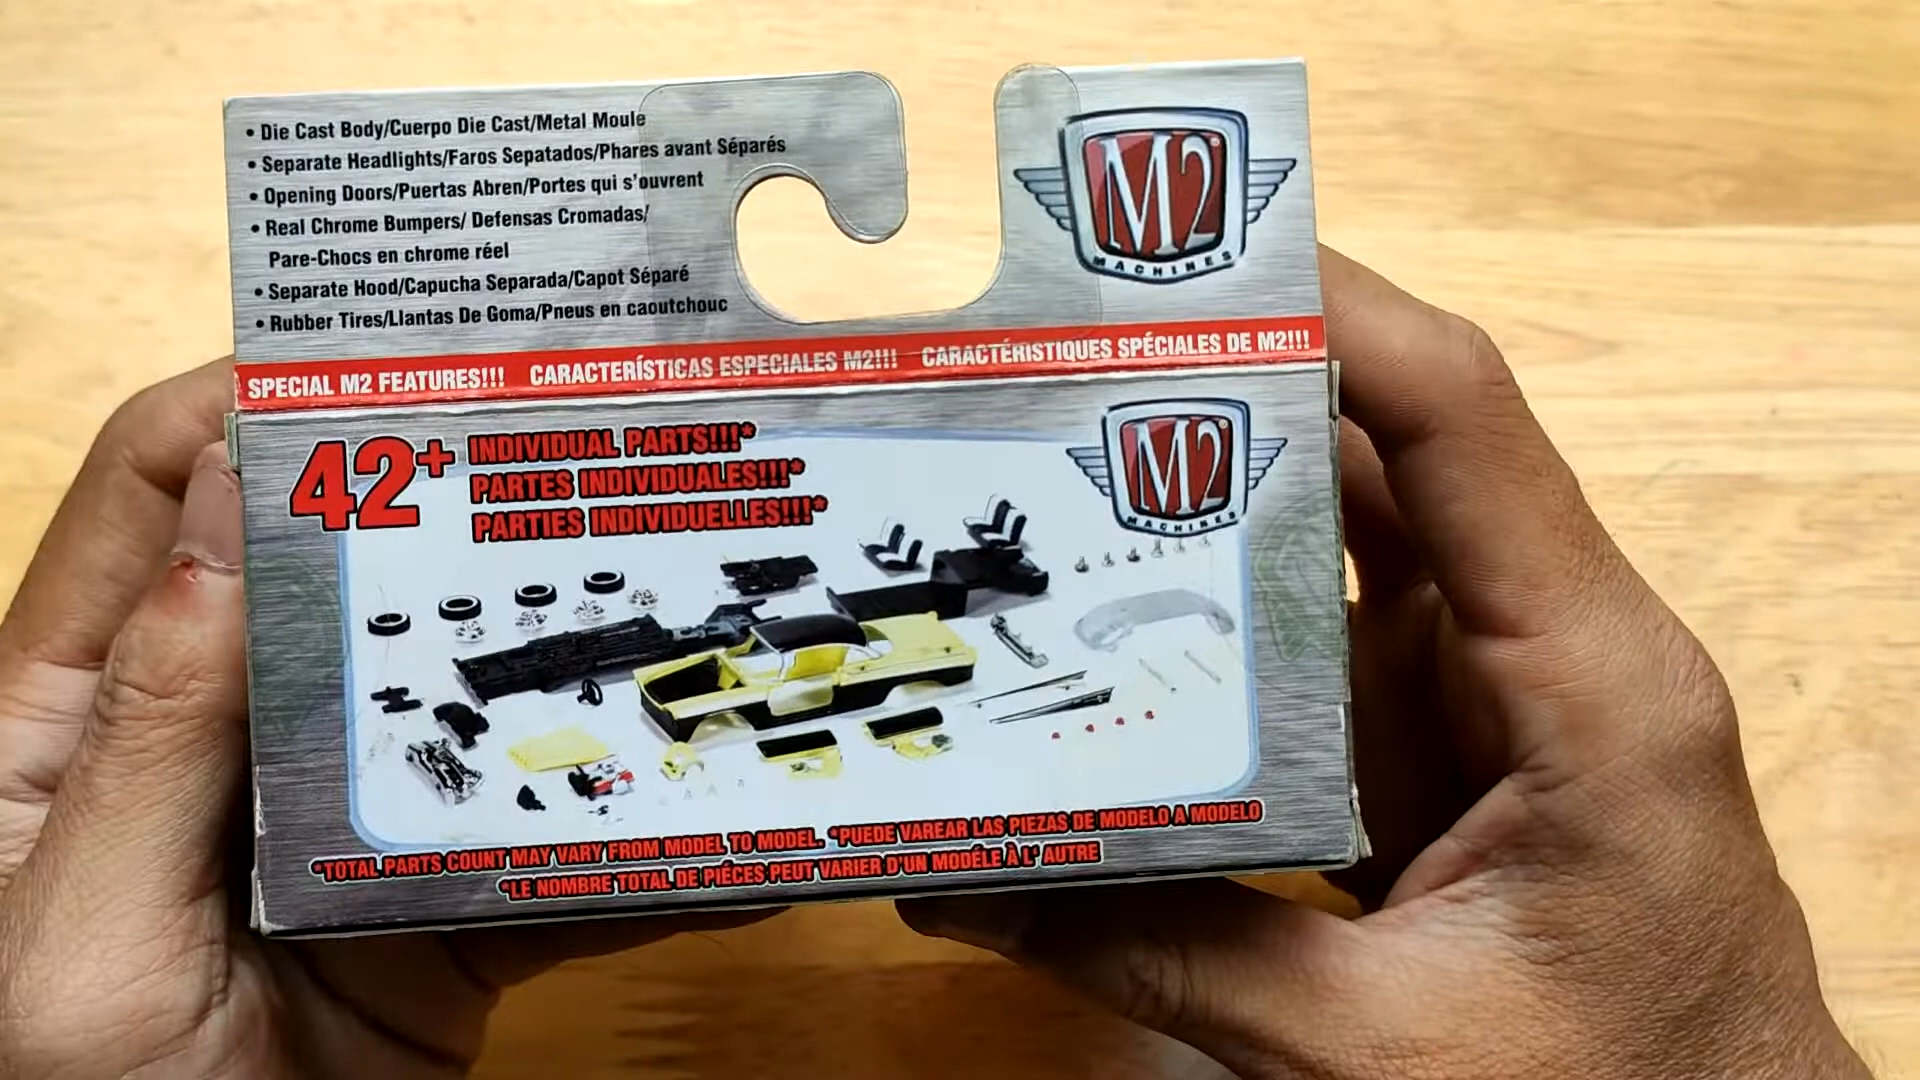 • Die Cast Body/Cuerpo Die Cast/Metal Moule
• Separate Headlights/Faros Sepatados/Phares avant Séparés
• Opening Doors/Puertas Abren/Portes qui s'ouvrent
• Real Chrome Bumpers/ Defensas Cromadas/
Pare-Chocs en chrome réel
• Separate Hood/Capucha Separada/Capot Séparé
• Rubber Tires/Llantas De Goma/Pneus en caoutchouc
M2®
MACHINES
SPECIAL M2 FEATURES!!! CARACTERÍSTICAS ESPECIALES M2!!! CARACTÉRISTIQUES SPÉCIALES DE M2!!!
42+ INDIVIDUAL PARTS!!!*
PARTES INDIVIDUALES!!!*
PARTIES INDIVIDUELLES!!!*
M2®
MACHINES
*TOTAL PARTS COUNT MAY VARY FROM MODEL TO MODEL. *PUEDE VAREAR LAS PIEZAS DE MODELO A MODELO
*LE NOMBRE TOTAL DE PIÉCES PEUT VARIER D'UN MODÉLE À L' AUTRE